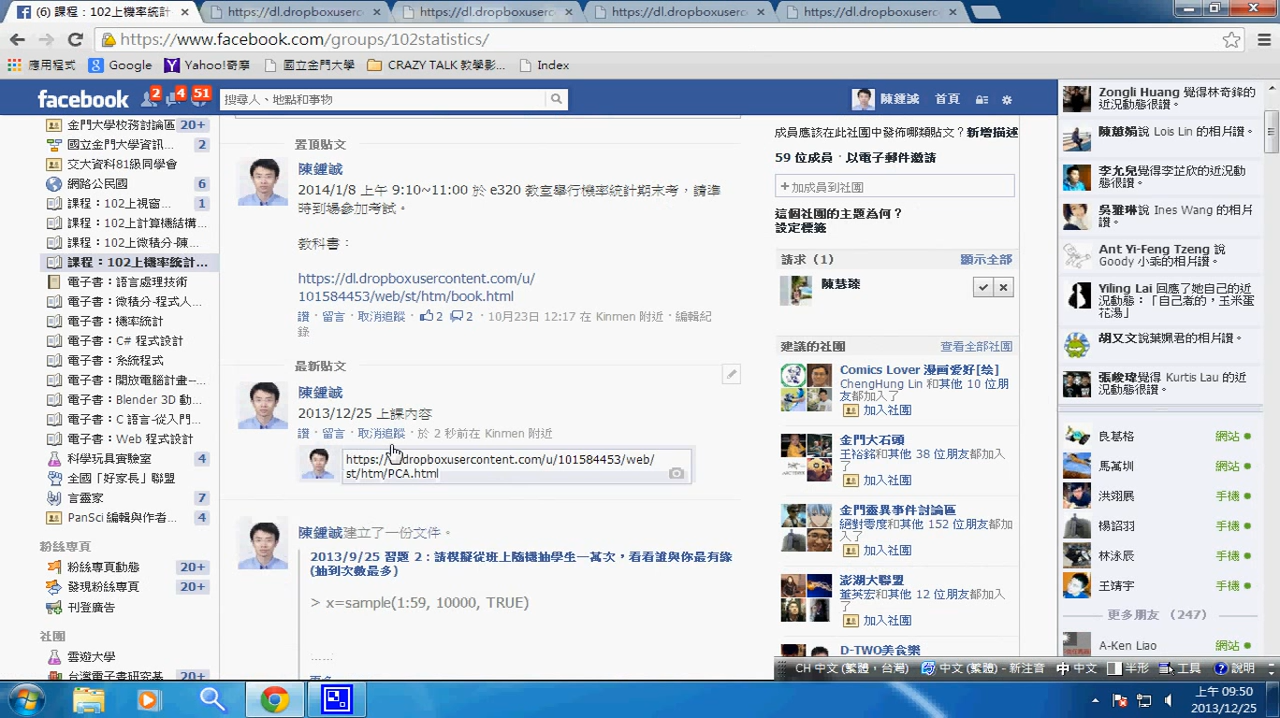 (6) 課程：102上機率統計
https://dl.dropboxuserco
https://dl.dropboxuserco
https://dl.dropboxuserco
https://dl.dropboxuserco
https://www.facebook.com/groups/102statistics/
應用程式
Google
Yahoo!奇摩
國立金門大學
CRAZY TALK 教學影...
Index
facebook
2
4
51
搜尋人、地點和事物
陳鍾誠
首頁
金門大學校務討論區 20+
國立金門大學資訊... 2
交大資科81級同學會
網路公民國 6
課程：102上視窗... 1
課程：102上計算機結構...
課程：102上微積分-陳...
課程：102上機率統計...
電子書：語言處理技術
電子書：微積分-程式人...
電子書：機率統計
電子書：C# 程式設計
電子書：系統程式
電子書：開放電腦計畫--...
電子書：Blender 3D 動...
電子書：C 語言-從入門...
電子書：Web 程式設計
科學玩具實驗室 4
全國「好家長」聯盟
言靈家 7
PanSci 編輯與作者... 4
粉絲專頁
粉絲專頁動態 20+
發現粉絲專頁 20+
刊登廣告
社團
雲遊大學
台灣電子書研究基 20+
置頂貼文
陳鍾誠
2014/1/8 上午 9:10~11:00 於 e320 教室舉行機率統計期末考，請準
時到場參加考試。
教科書：
https://dl.dropboxusercontent.com/u/
101584453/web/st/htm/book.html
讚．留言．取消追蹤．2 2．10月23日 12:17 在 Kinmen 附近．編輯紀
錄
最新貼文
陳鍾誠
2013/12/25 上課內容
讚．留言．取消追蹤．於 2 秒前在 Kinmen 附近
https://dl.dropboxusercontent.com/u/101584453/web/
st/htm/PCA.html
陳鍾誠建立了一份文件。
2013/9/25 習題 2：請模擬從班上隨機抽學生一萬次，看看誰與你最有緣
(抽到次數最多)
> x=sample(1:59, 10000, TRUE)
......
成員應該在此社團中發佈哪類貼文？新增描述
59 位成員．以電子郵件邀請
+加成員到社團
這個社團的主題為何？
設定標籤
請求（1）
顯示全部
建議的社團
查看全部社團
Comics Lover 漫画爱好[绘]
ChengHung Lin 和其他 10 位朋
友都加入了
加入社團
金門大石頭
王裕銘和其他 38 位朋友都加入
了
加入社團
金門靈異事件討論區
絕對零度和其他 152 位朋友都加
入了
加入社團
澎湖大聯盟
董英宏和其他 12 位朋友都加入
了
加入社團
D-TWO美食樂
Zongli Huang 覺得林奇鋒的
近況動態很讚。
說 Lois Lin 的相片讚。
李允兒覺得李芷欣的近況動
態很讚。
吳雅琳說 Ines Wang 的相片
讚。
Ant Yi-Feng Tzeng 說
Goody 小張的相片讚。
Yiling Lai 回應了她自己的近
況動態：「自己煮的，玉米蛋
花湯」
胡文文說葉姵君的相片讚。
張駿瑋覺得 Kurtis Lau 的近
況動態很讚。
良葛格 網站
馬萬圳 網站
洪翊展 手機
楊詔羽 手機
手機
王靖宇 手機
更多朋友 （247）
A-Ken Liao 網站
CH 中文 (繁體，台灣) 中文 (繁體) - 新注音 中文 半形 工具 說明
上午 09:50
2013/12/25